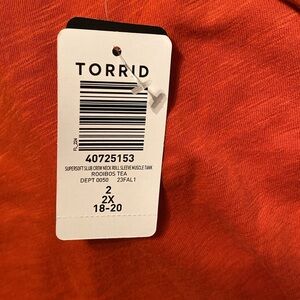 TORRID
FL_DN
40725153
SUPERSOFT SLUB CREW NECK ROLL SLEEVE MUSCLE TANK
ROOIBOS TEA
DEPT 0050 23FAL1
2
2X
18-20